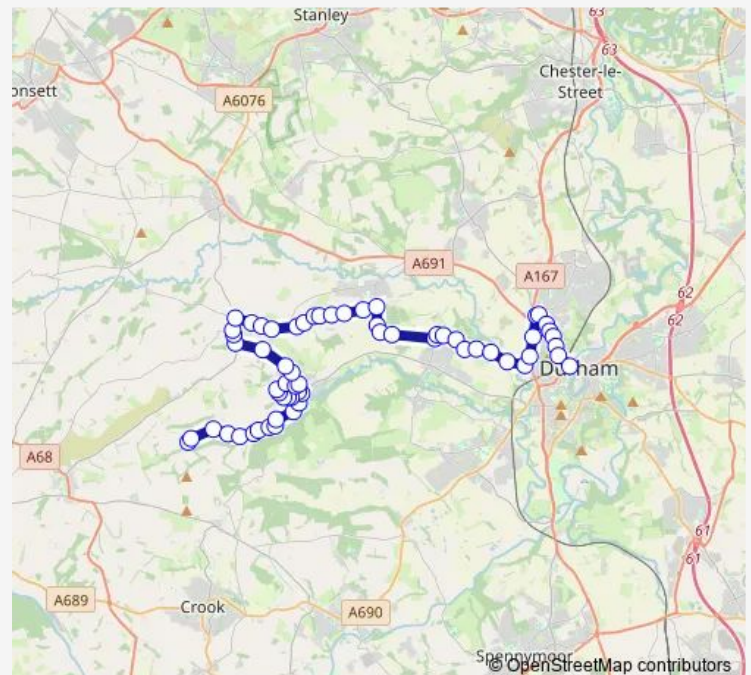 Stanley
63
63
Chester-le-
Street
onsett
A6076
A691
A167
62
62
Durham
A68
61
61
A689
Crook
A690
Spennymoor
© OpenStreetMap contributors